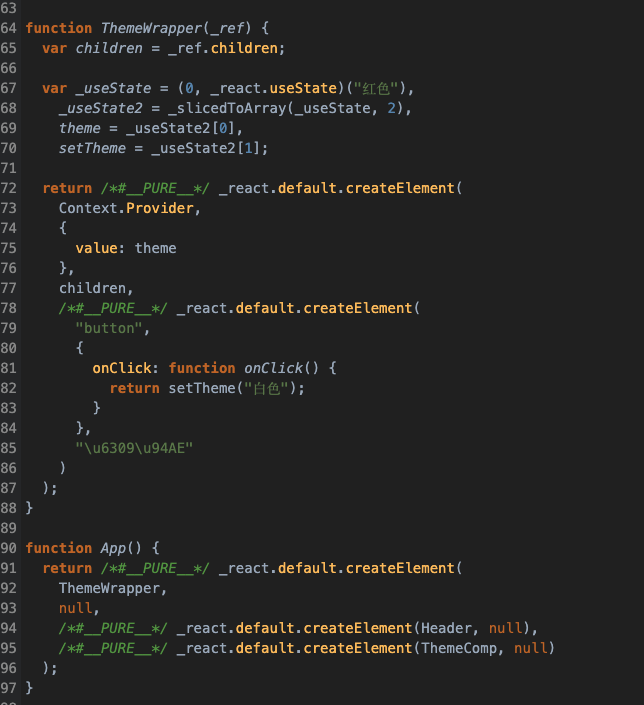 63
64 function ThemeWrapper(_ref) {
65   var children = _ref.children;
66
67   var _useState = (0, _react.useState)("红色"),
68     _useState2 = _slicedToArray(_useState, 2),
69     theme = _useState2[0],
70     setTheme = _useState2[1];
71
72   return /*#__PURE__*/ _react.default.createElement(
73     Context.Provider,
74     {
75       value: theme
76     },
77     children,
78     /*#__PURE__*/ _react.default.createElement(
79       "button",
80       {
81         onClick: function onClick() {
82           return setTheme("白色");
83         }
84       },
85       "\u6309\u94AE"
86     )
87   );
88 }
89
90 function App() {
91   return /*#__PURE__*/ _react.default.createElement(
92     ThemeWrapper,
93     null,
94     /*#__PURE__*/ _react.default.createElement(Header, null),
95     /*#__PURE__*/ _react.default.createElement(ThemeComp, null)
96   );
97 }